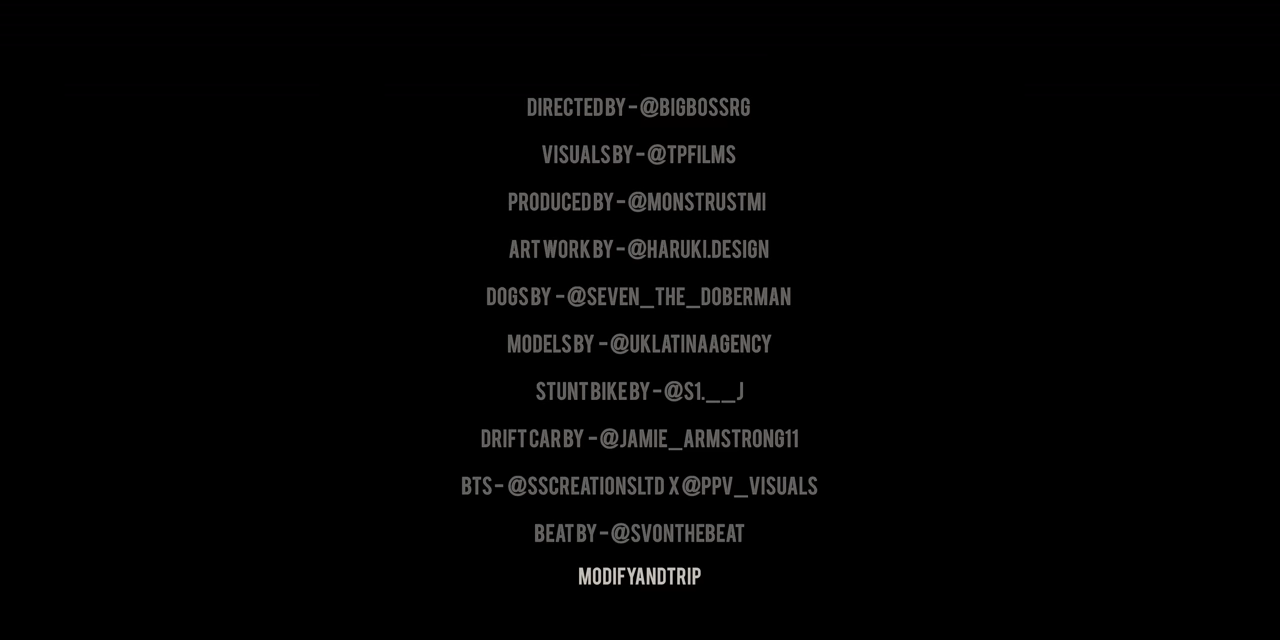 DIRECTED BY - @BIGBOSSRG
VISUALS BY - @TPFILMS
PRODUCED BY - @MONSTRUSTMI
ART WORK BY - @HARUKI.DESIGN
DOGS BY - @SEVEN_THE_DOBERMAN
MODELS BY - @UKLATINAAGENCY
STUNT BIKE BY - @S1.__J
DRIFT CAR BY - @JAMIE_ARMSTRONG11
BTS - @SSCREATIONSLTD X @PPV_VISUALS
BEAT BY - @SVONTHEBEAT
MODIFYANDTRIP